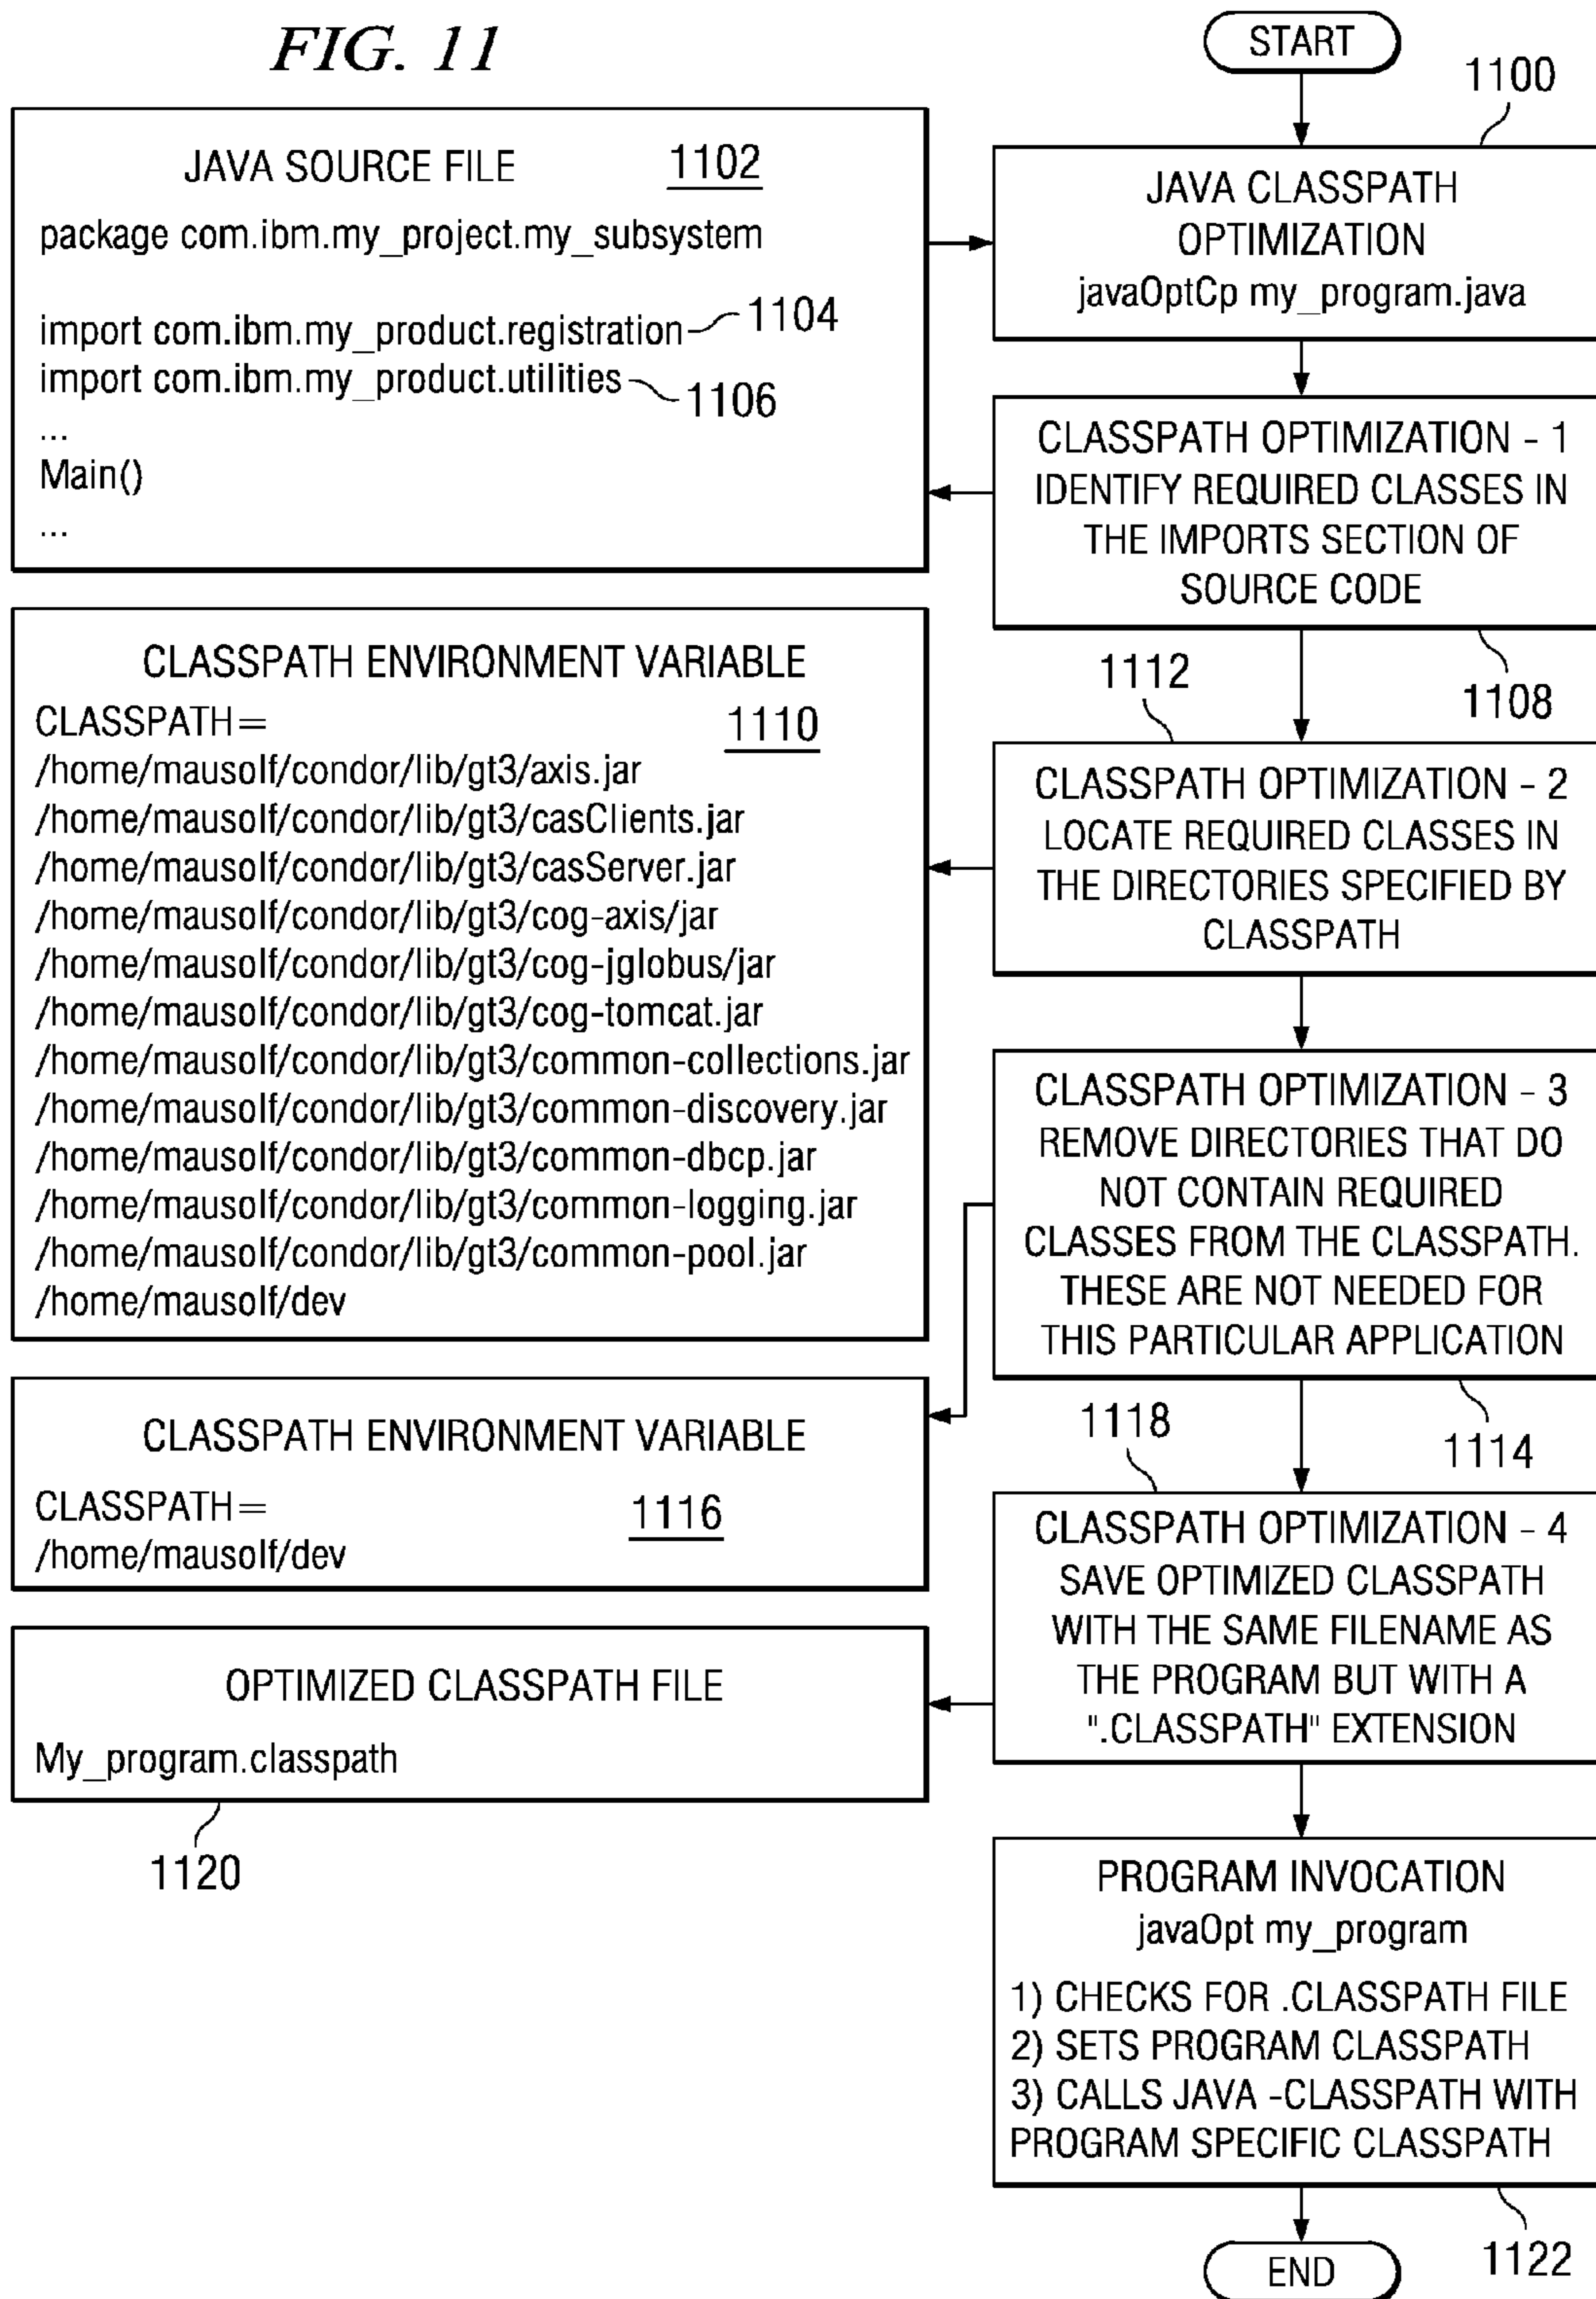 FIG. 11
START
1100
JAVA SOURCE FILE
1102
package com.ibm.my_project.my_subsystem
import com.ibm.my_product.registration
1104
import com.ibm.my_product.utilities
1106
...
Main()
...
JAVA CLASSPATH
OPTIMIZATION
javaOptCp my_program.java
CLASSPATH OPTIMIZATION - 1
IDENTIFY REQUIRED CLASSES IN
THE IMPORTS SECTION OF
SOURCE CODE
1108
CLASSPATH ENVIRONMENT VARIABLE
CLASSPATH=
1110
/home/mausolf/condor/lib/gt3/axis.jar
/home/mausolf/condor/lib/gt3/casClients.jar
/home/mausolf/condor/lib/gt3/casServer.jar
/home/mausolf/condor/lib/gt3/cog-axis/jar
/home/mausolf/condor/lib/gt3/cog-jglobus/jar
/home/mausolf/condor/lib/gt3/cog-tomcat.jar
/home/mausolf/condor/lib/gt3/common-collections.jar
/home/mausolf/condor/lib/gt3/common-discovery.jar
/home/mausolf/condor/lib/gt3/common-dbcp.jar
/home/mausolf/condor/lib/gt3/common-logging.jar
/home/mausolf/condor/lib/gt3/common-pool.jar
/home/mausolf/dev
1112
CLASSPATH OPTIMIZATION - 2
LOCATE REQUIRED CLASSES IN
THE DIRECTORIES SPECIFIED BY
CLASSPATH
CLASSPATH OPTIMIZATION - 3
REMOVE DIRECTORIES THAT DO
NOT CONTAIN REQUIRED
CLASSES FROM THE CLASSPATH.
THESE ARE NOT NEEDED FOR
THIS PARTICULAR APPLICATION
1114
CLASSPATH ENVIRONMENT VARIABLE
CLASSPATH=
1116
/home/mausolf/dev
1118
CLASSPATH OPTIMIZATION - 4
SAVE OPTIMIZED CLASSPATH
WITH THE SAME FILENAME AS
THE PROGRAM BUT WITH A
".CLASSPATH" EXTENSION
OPTIMIZED CLASSPATH FILE
My_program.classpath
1120
PROGRAM INVOCATION
javaOpt my_program
1) CHECKS FOR .CLASSPATH FILE
2) SETS PROGRAM CLASSPATH
3) CALLS JAVA -CLASSPATH WITH
PROGRAM SPECIFIC CLASSPATH
1122
END